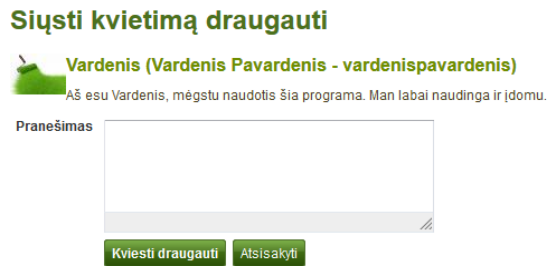 Siųsti kvietimą draugauti
Vardenis (Vardenis Pavardenis - vardenispavardenis)
Aš esu Vardenis, mėgstu naudotis šia programa. Man labai naudinga ir įdomu.
Pranešimas
Kviesti draugauti Atsisakyti